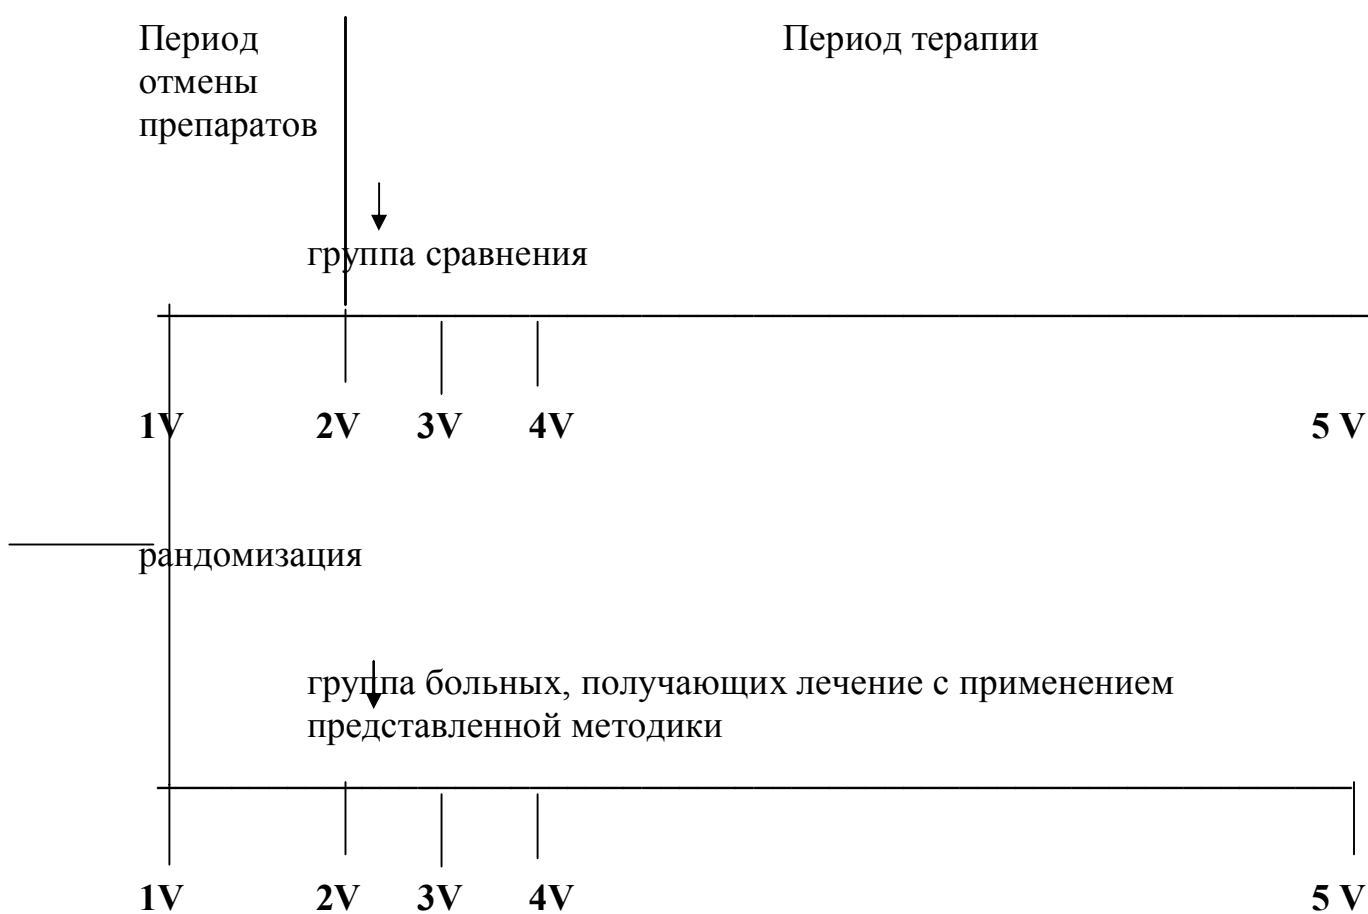 Период Период терапии
отмены
препаратов
группа сравнения
1V 2V 3V 4V 5 V
рандомизация
группа больных, получающих лечение с применением
представленной методики
1V 2V 3V 4V 5 V